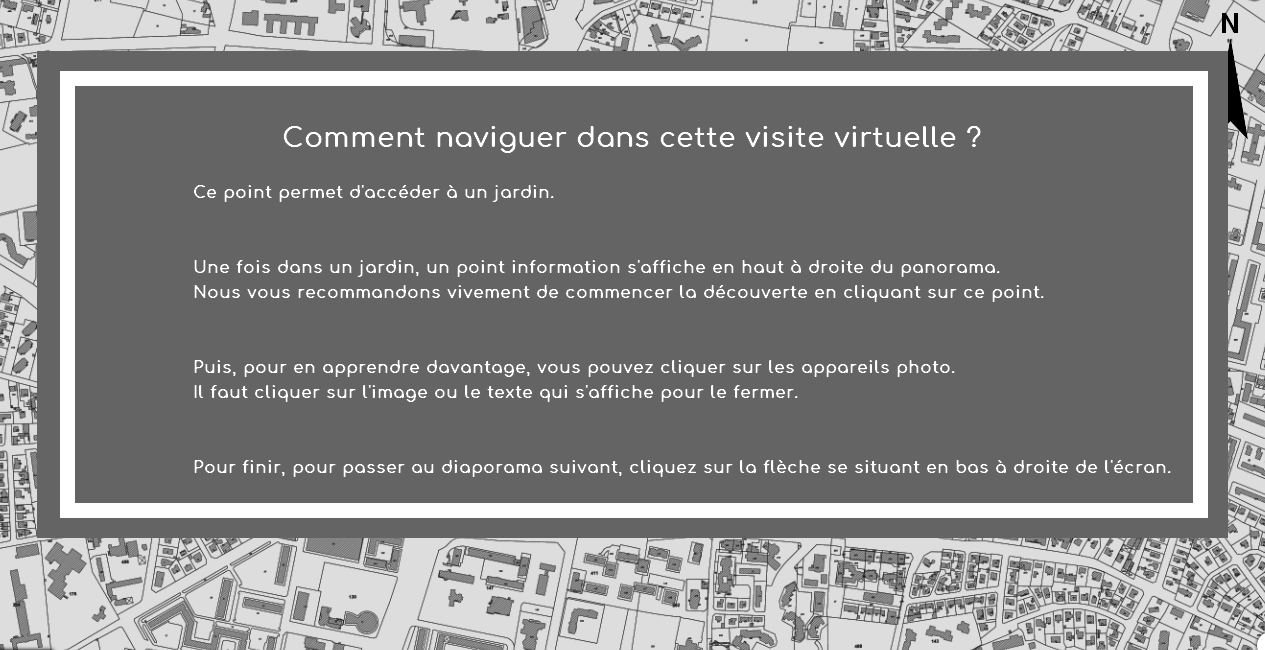 N
Comment naviguer dans cette visite virtuelle ?
Ce point permet d'accéder à un jardin.
Une fois dans un jardin, un point information s'affiche en haut à droite du panorama.
Nous vous recommandons vivement de commencer la découverte en cliquant sur ce point.
Puis, pour en apprendre davantage, vous pouvez cliquer sur les appareils photo.
Il faut cliquer sur l'image ou le texte qui s'affiche pour le fermer.
Pour finir, pour passer au diaporama suivant, cliquez sur la flèche se situant en bas à droite de l'écran.